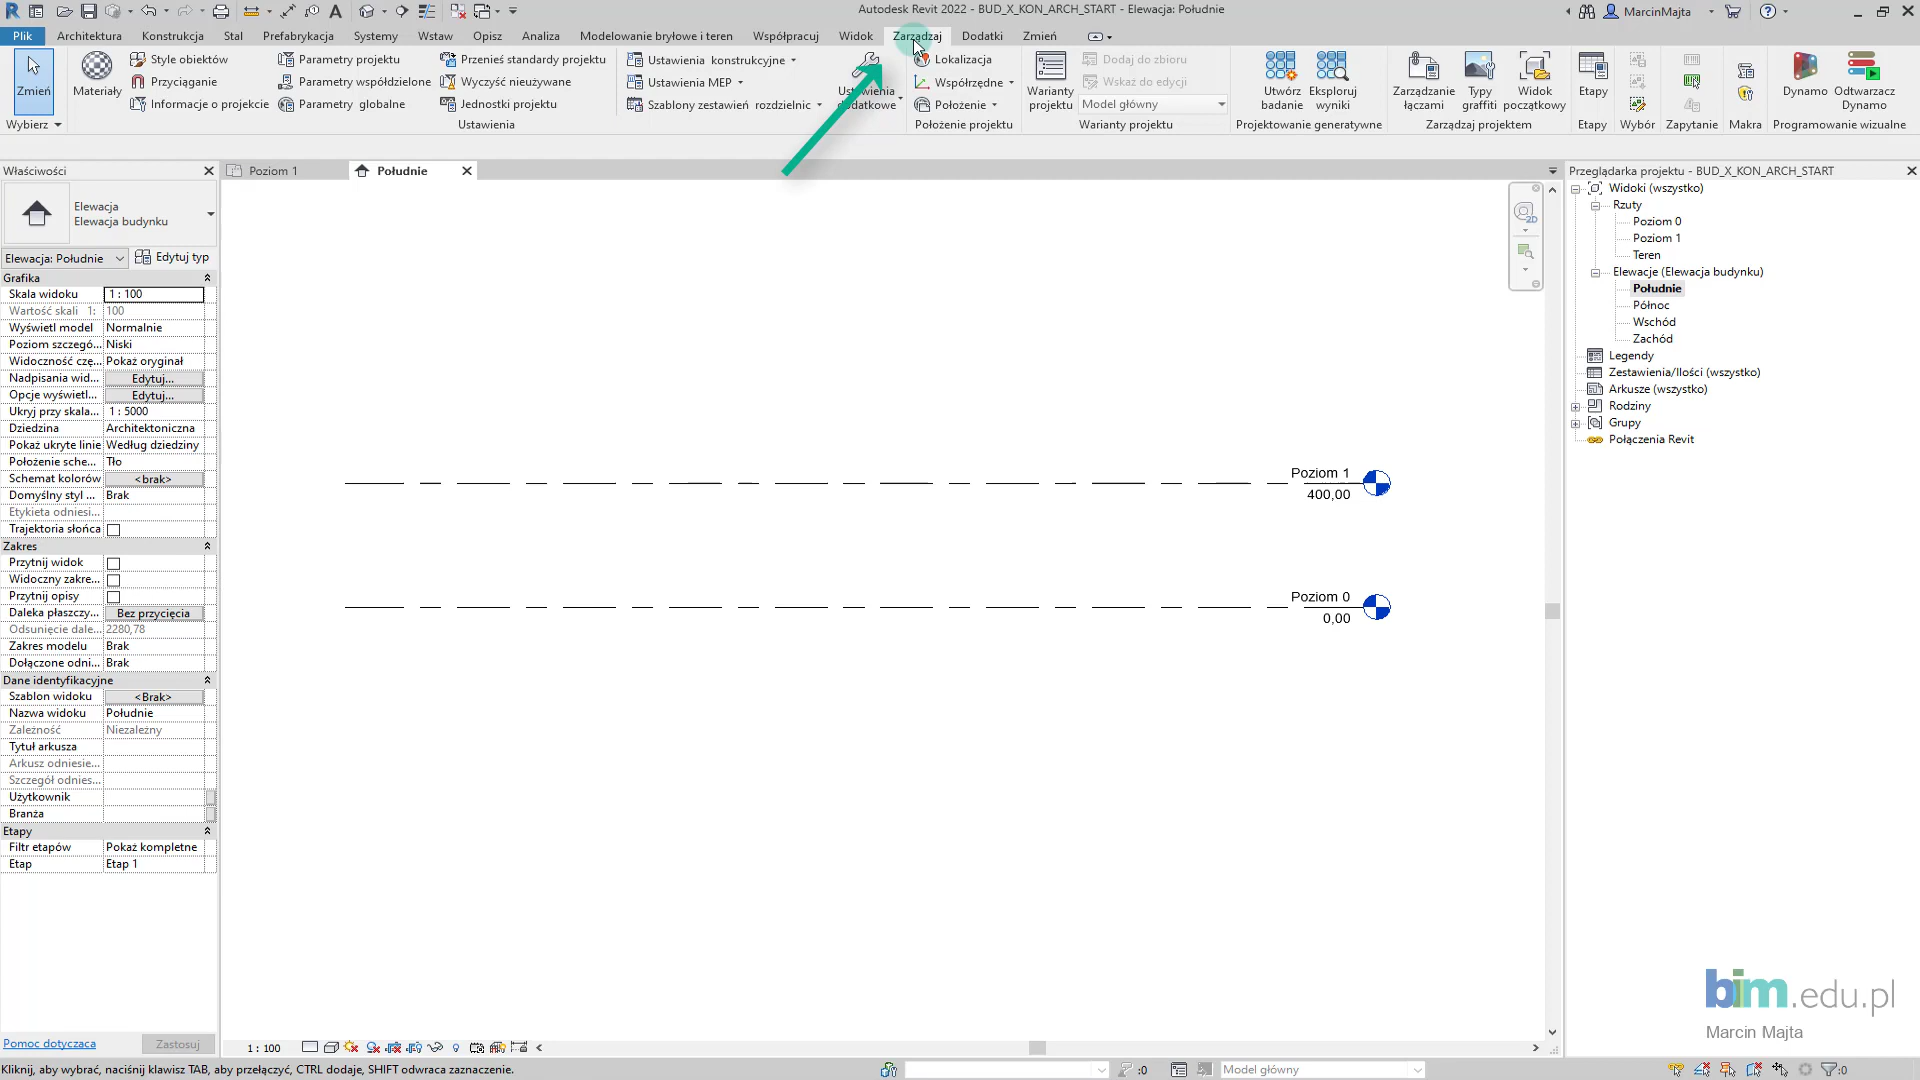 Autodesk Revit 2022 - BUD_X_KON_ARCH_START - Elewacja: Południe
MarcinMajta
Plik Architektura Konstrukcja Stal Prefabrykacja Systemy Wstaw Opisz Analiza Modelowanie bryłowe i teren Współpracuj Widok Zarządzaj Dodatki Zmień
Zmień
Wybierz
Materiały
Style obiektów
Przyciąganie
Informacje o projekcie
Parametry projektu
Parametry współdzielone
Parametry globalne
Przenieś standardy projektu
Wyczyść nieużywane
Jednostki projektu
Ustawienia
Ustawienia konstrukcyjne
Ustawienia MEP
Szablony zestawień rozdzielnic
Ustawienia
dodatkowe
Lokalizacja
Współrzędne
Położenie
Położenie projektu
Warianty
projektu
Dodaj do zbioru
Wskaż do edycji
Model główny
Warianty projektu
Utwórz
badanie
Eksploruj
wyniki
Projektowanie generatywne
Zarządzanie
łączami
Typy
graffiti
Widok
początkowy
Zarządzaj projektem
Etapy
Etapy
Wybór
Zapytanie
Makra
Dynamo
Odtwarzacz
Dynamo
Programowanie wizualne
Właściwości
Elewacja
Elewacja budynku
Elewacja: Południe
Edytuj typ
Grafika
Skala widoku 1 : 100
Wartość skali 1: 100
Wyświetl model Normalnie
Poziom szczegó... Niski
Widoczność czę... Pokaż oryginał
Nadpisania wid... Edytuj...
Opcje wyświetl... Edytuj...
Ukryj przy skala... 1 : 5000
Dziedzina Architektoniczna
Pokaż ukryte linie Według dziedziny
Położenie sche... Tło
Schemat kolorów <brak>
Domyślny styl ... Brak
Etykieta odniesi...
Trajektoria słońca
Zakres
Przytnij widok
Widoczny zakre...
Przytnij opisy
Daleka płaszczy... Bez przycięcia
Odsunięcie dale... 2280,78
Zakres modelu Brak
Dołączone odni... Brak
Dane identyfikacyjne
Szablon widoku <Brak>
Nazwa widoku Południe
Zależność Niezależny
Tytuł arkusza
Arkusz odniesie...
Szczegół odnies...
Użytkownik
Branża
Etapy
Filtr etapów Pokaż kompletne
Etap Etap 1
Pomoc dotycząca
Zastosuj
Poziom 1
Południe
2D
Poziom 1
400,00
Poziom 0
0,00
1 : 100
Przeglądarka projektu - BUD_X_KON_ARCH_START
Widoki (wszystko)
Rzuty
Poziom 0
Poziom 1
Teren
Elewacje (Elewacja budynku)
Południe
Północ
Wschód
Zachód
Legendy
Zestawienia/Ilości (wszystko)
Arkusze (wszystko)
Rodziny
Grupy
Połączenia Revit
bim.edu.pl
Marcin Majta
Kliknij, aby wybrać, naciśnij klawisz TAB, aby przełączyć, CTRL dodaje, SHIFT odwraca zaznaczenie.
:0
Model główny
:0